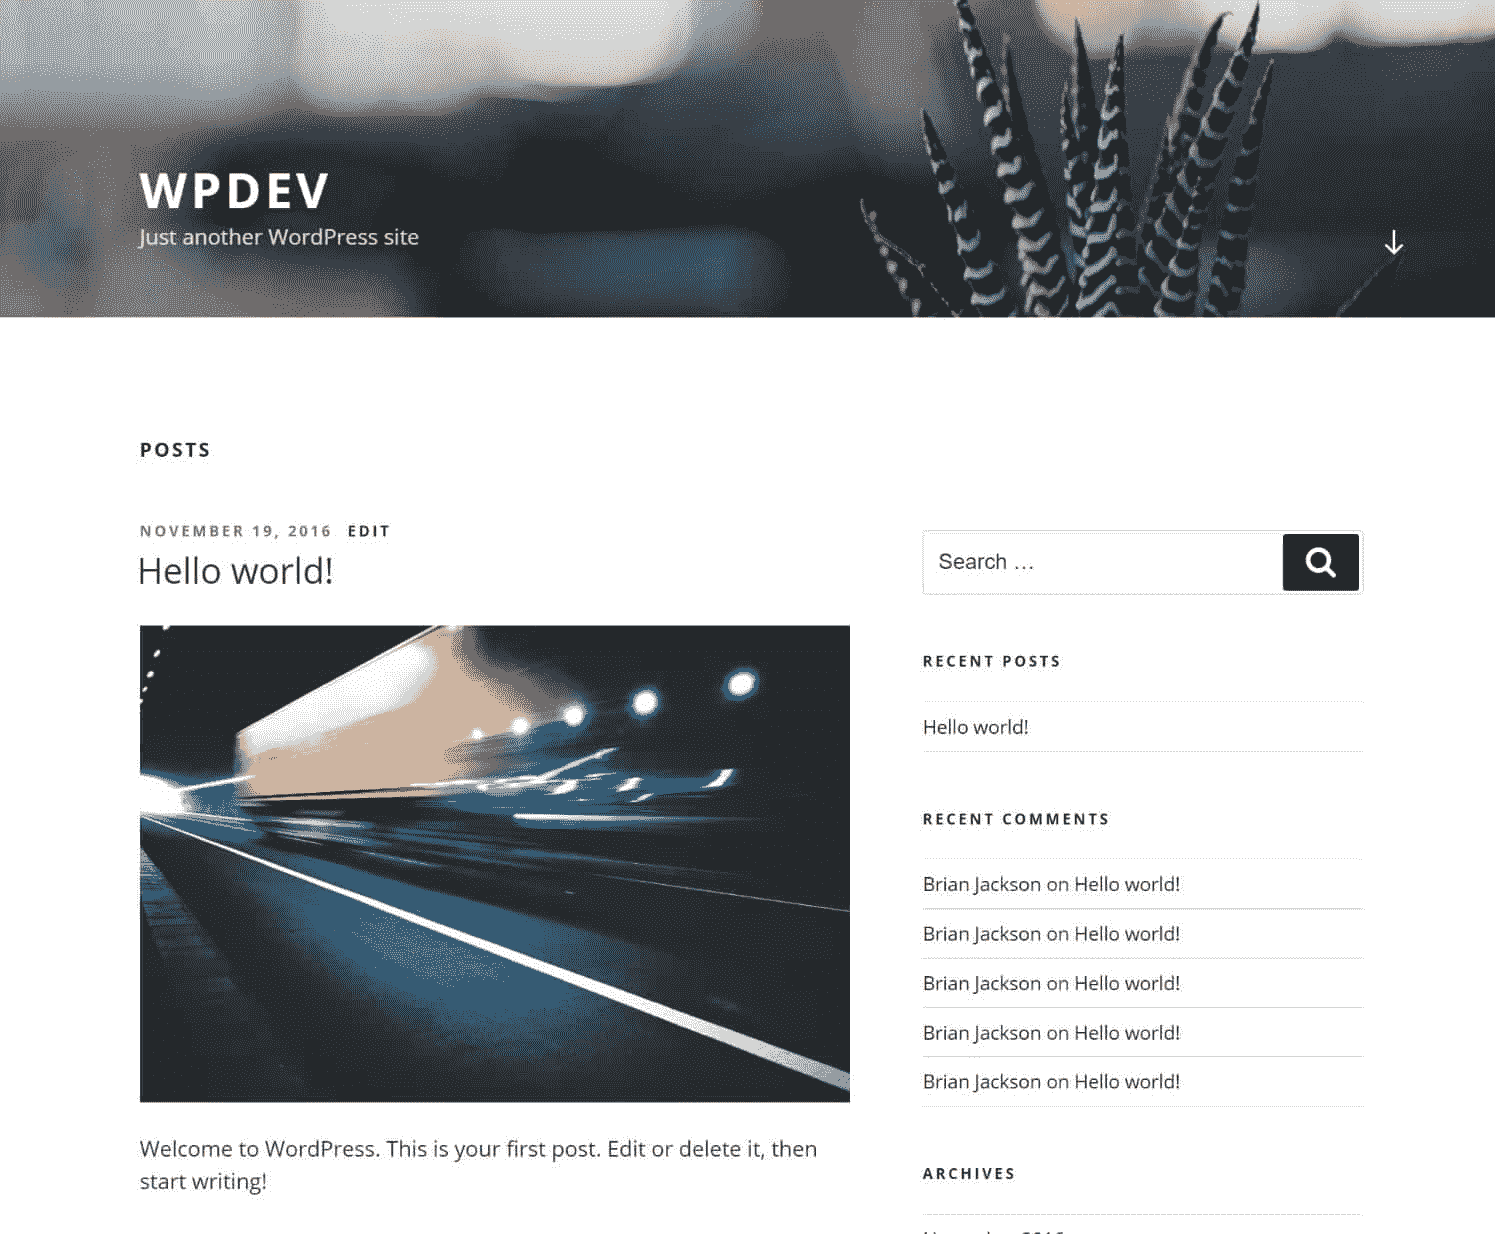 WPDEV
Just another WordPress site
POSTS
NOVEMBER 19, 2016 EDIT
Hello world!
Welcome to WordPress. This is your first post. Edit or delete it, then
start writing!
Search …
RECENT POSTS
Hello world!
RECENT COMMENTS
Brian Jackson on Hello world!
Brian Jackson on Hello world!
Brian Jackson on Hello world!
Brian Jackson on Hello world!
Brian Jackson on Hello world!
ARCHIVES